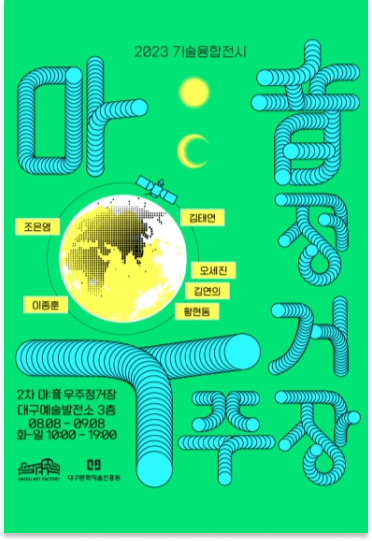 2023 기술융합전시
마音
우주
정거장
조은영
김태연
오세진
김연의
이종훈
황현동
2차 마音 우주정거장
대구예술발전소 3층
08.08 - 09.08
화-일 10:00 - 19:00
DAEGU ART FACTORY
대구문화예술진흥원